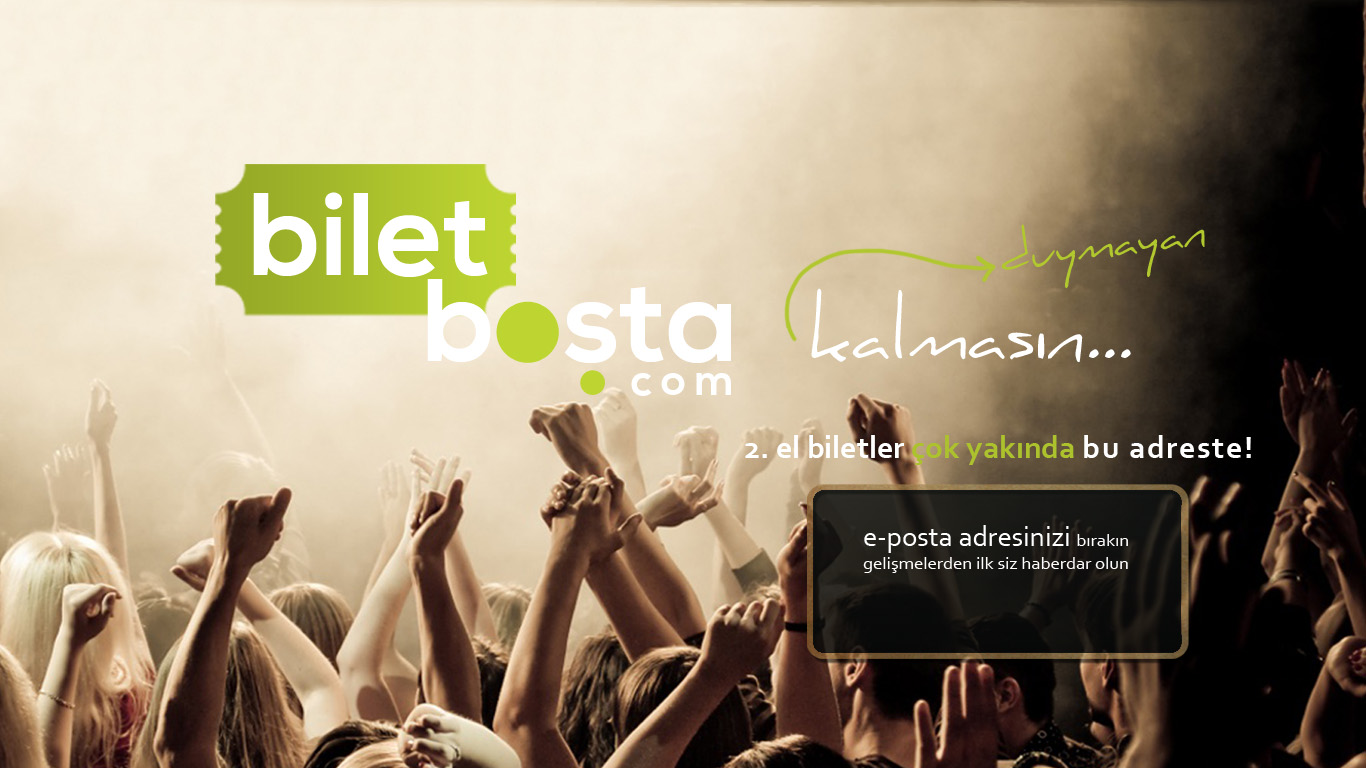 bilet
bosta
.com
duymayan
kalmasın...
2. el biletler çok yakında bu adreste!
e-posta adresinizi bırakın
gelişmelerden ilk siz haberdar olun